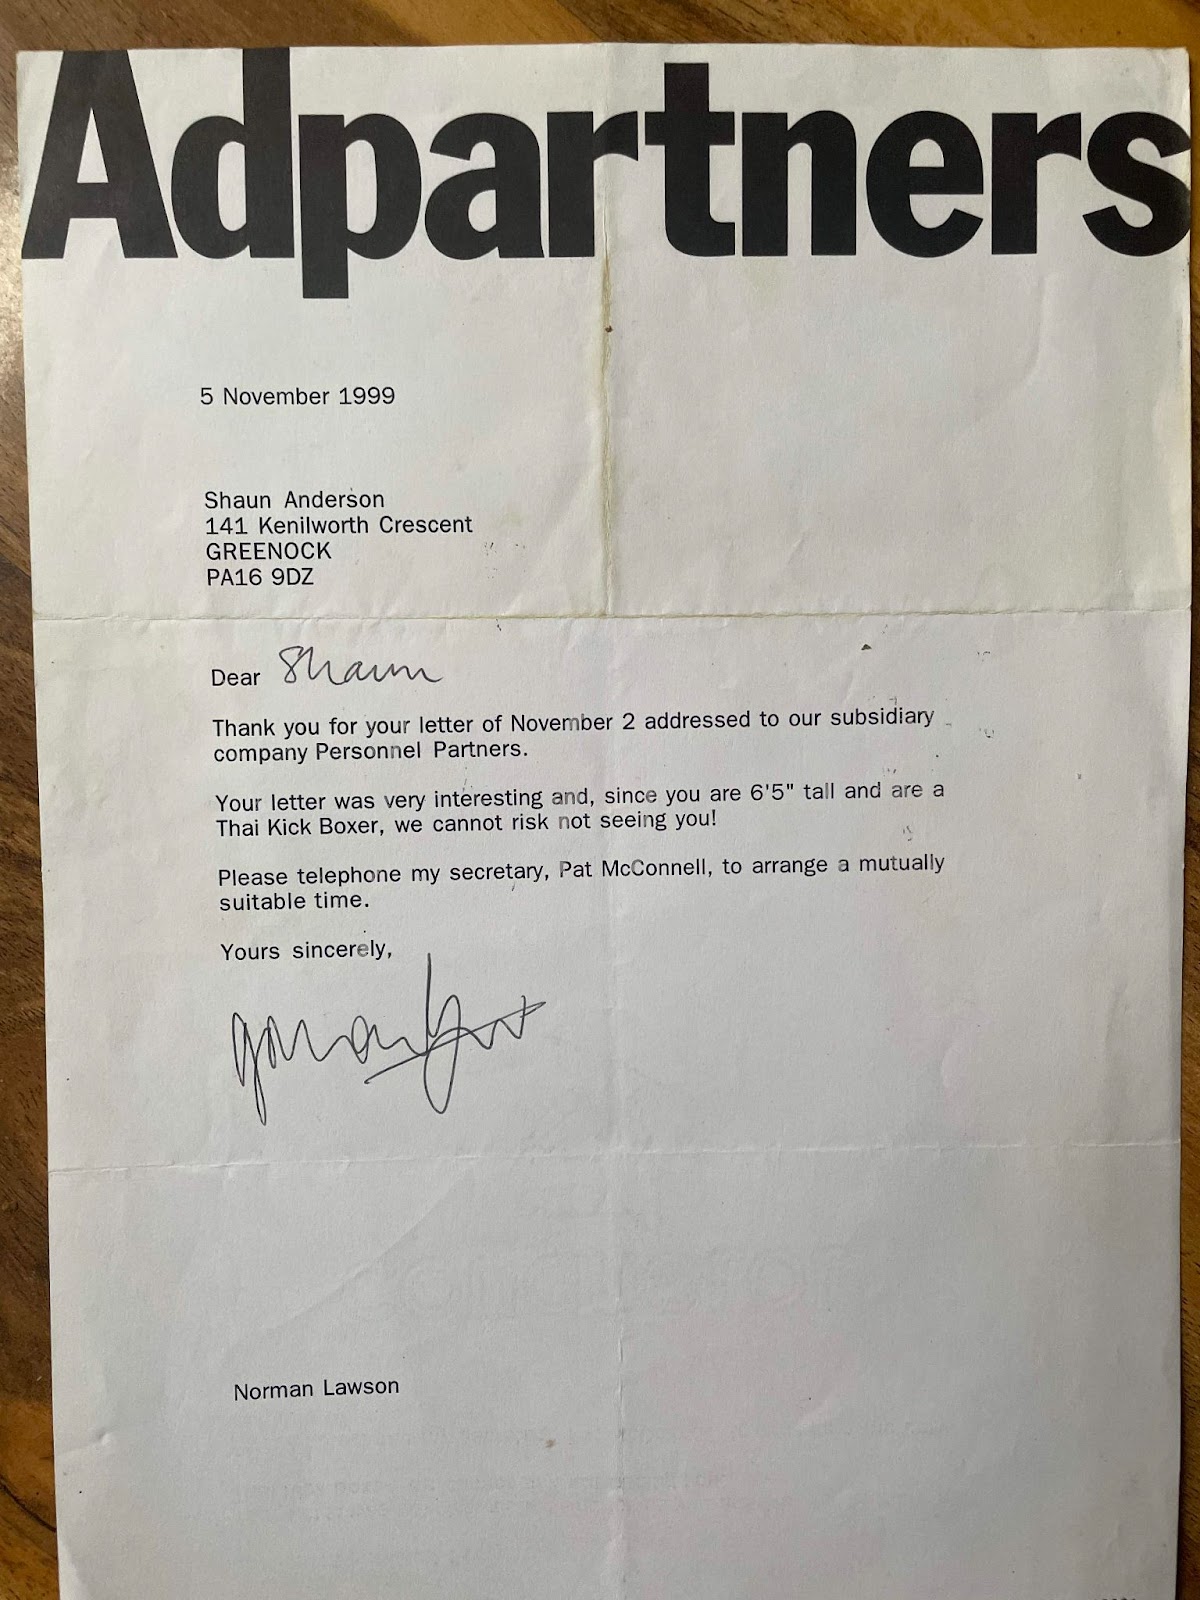 Adpartners
5 November 1999
Shaun Anderson
141 Kenilworth Crescent
GREENOCK
PA16 9DZ
Dear Shaun
Thank you for your letter of November 2 addressed to our subsidiary
company Personnel Partners.
Your letter was very interesting and, since you are 6'5" tall and are a
Thai Kick Boxer, we cannot risk not seeing you!
Please telephone my secretary, Pat McConnell, to arrange a mutually
suitable time.
Yours sincerely,
Norman Lawson